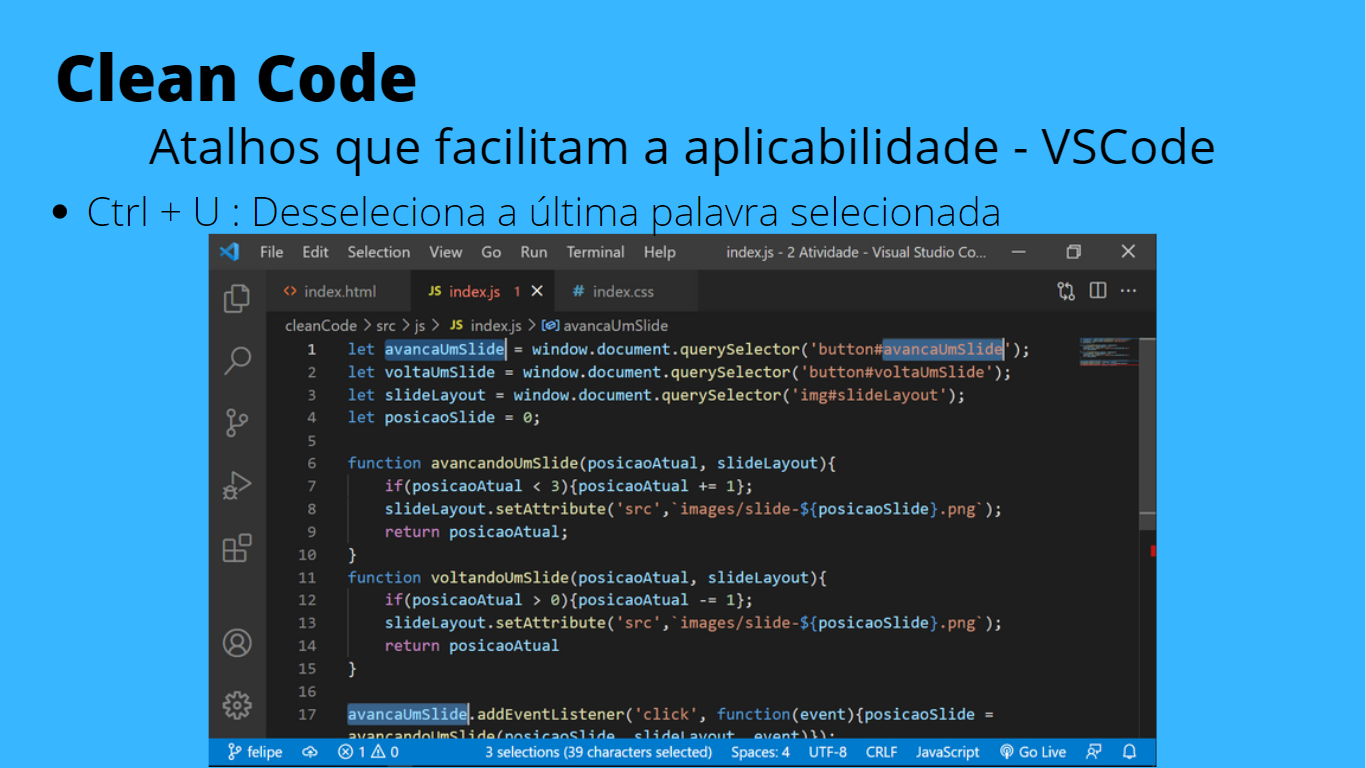 Clean Code
Atalhos que facilitam a aplicabilidade - VSCode
• Ctrl + U : Desseleciona a última palavra selecionada
File Edit Selection View Go Run Terminal Help index.js - 2 Atividade - Visual Studio Co...
index.html JS index.js 1 # index.css
cleanCode > src > js > JS index.js > avancaUmSlide
1 let avancaUmSlide = window.document.querySelector('button#avancaUmSlide');
2 let voltaUmSlide = window.document.querySelector('button#voltaUmSlide');
3 let slideLayout = window.document.querySelector('img#slideLayout');
4 let posicaoSlide = 0;
5
6 function avancandoUmSlide(posicaoAtual, slideLayout){
7 if(posicaoAtual < 3){posicaoAtual += 1};
8 slideLayout.setAttribute('src',`images/slide-${posicaoSlide}.png`);
9 return posicaoAtual;
10 }
11 function voltandoUmSlide(posicaoAtual, slideLayout){
12 if(posicaoAtual > 0){posicaoAtual -= 1};
13 slideLayout.setAttribute('src',`images/slide-${posicaoSlide}.png`);
14 return posicaoAtual
15 }
16
17 avancaUmSlide.addEventListener('click', function(event){posicaoSlide =
avancandoUmSlide(posicaoSlide, slideLayout, event)});
felipe 1 0 3 selections (39 characters selected) Spaces: 4 UTF-8 CRLF JavaScript Go Live